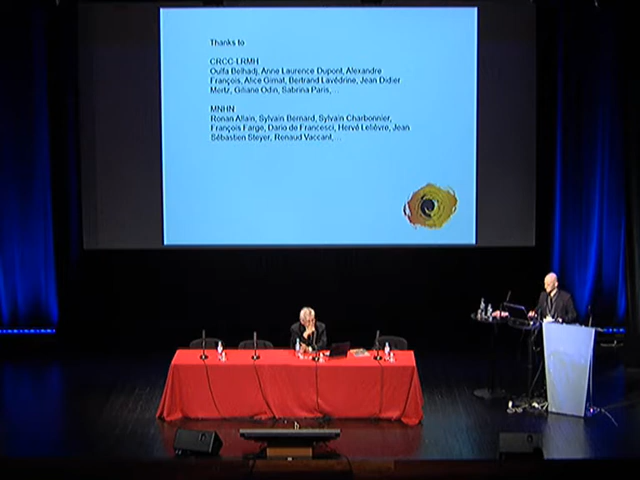 Thanks to
CRCC-LRMH
Oulfa Belhadj, Anne Laurence Dupont, Alexandre
François, Alice Gimat, Bertrand Lavédrine, Jean Didier
Mertz, Giliane Odin, Sabrina Paris,…
MNHN
Ronan Allain, Sylvain Bernard, Sylvain Charbonnier,
François Farge, Dario de Francesci, Hervé Lelièvre, Jean
Sébastien Steyer, Renaud Vaccant,…